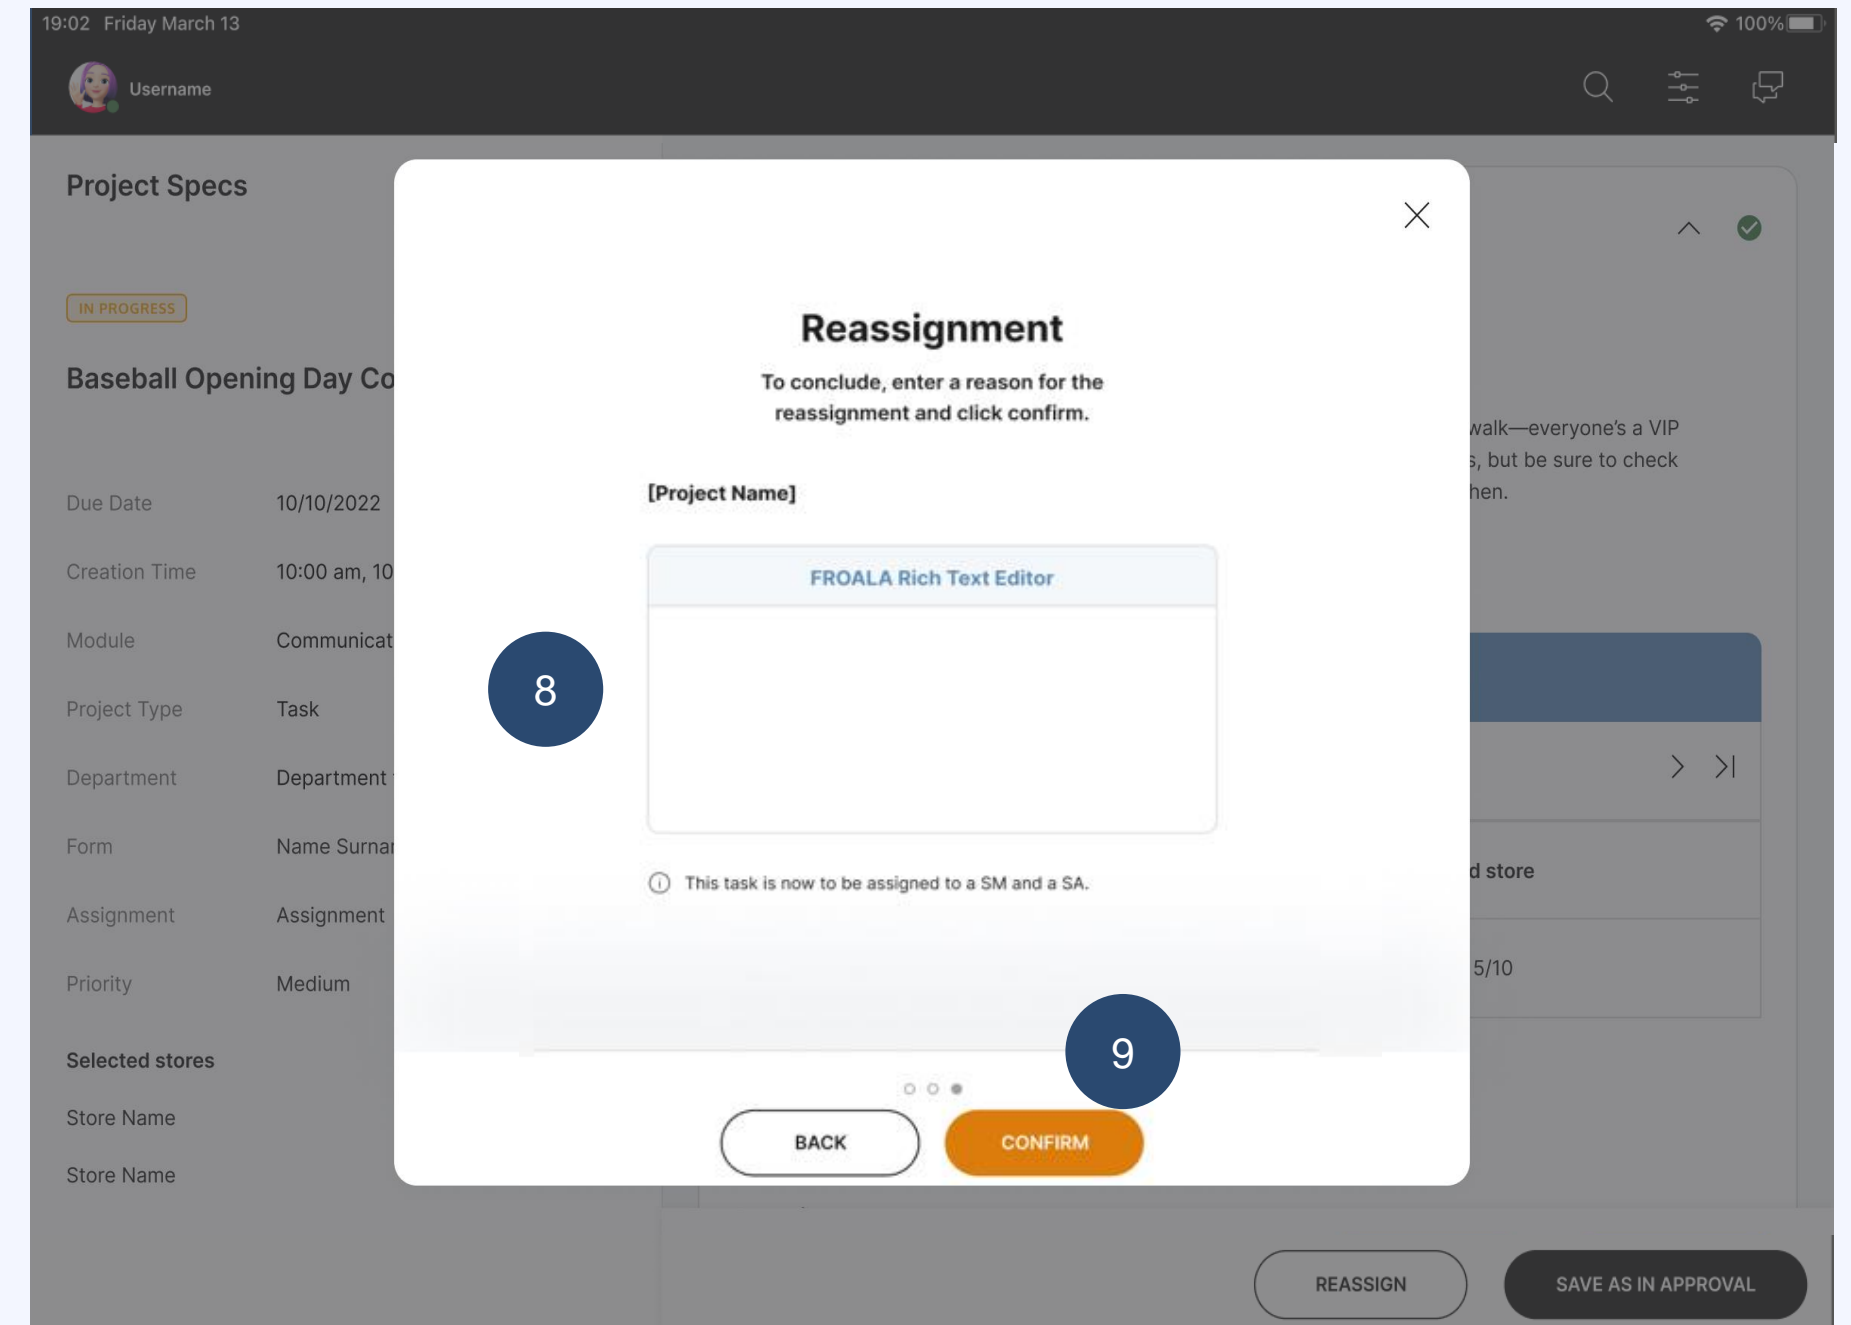 19:02 Friday March 13
100%
Username
Project Specs
IN PROGRESS
Baseball Opening Day Co
Due Date 10/10/2022
Creation Time 10:00 am, 10
Module Communicat
Project Type Task
Department Department
Form Name Surnar
Assignment Assignment
Priority Medium
Selected stores
Store Name
Store Name
Reassignment
To conclude, enter a reason for the
reassignment and click confirm.
[Project Name]
FROALA Rich Text Editor
8
This task is now to be assigned to a SM and a SA.
9
BACK
CONFIRM
walk—everyone's a VIP
s, but be sure to check
hen.
d store
5/10
REASSIGN
SAVE AS IN APPROVAL